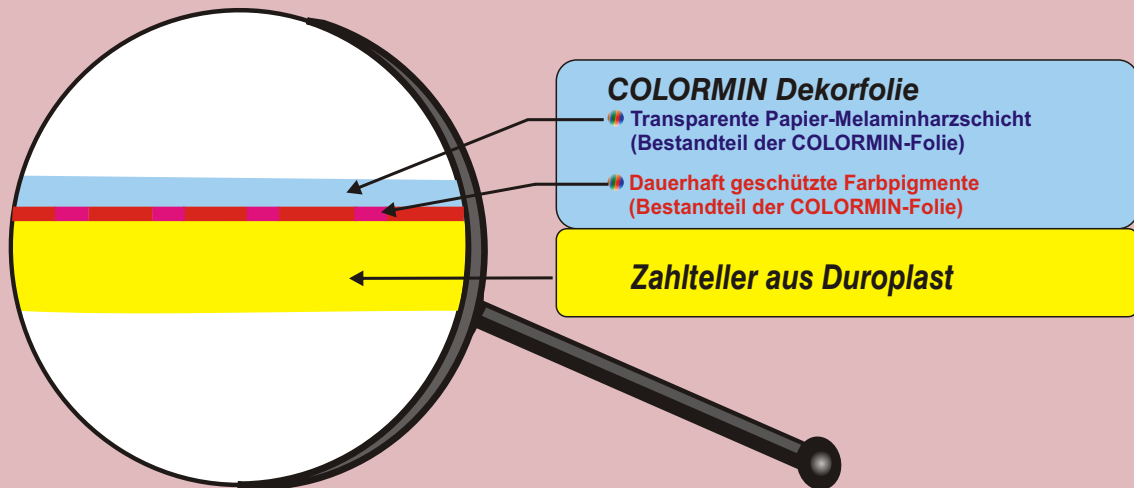 COLORMIN Dekorfolie
Transparente Papier-Melaminharzschicht
(Bestandteil der COLORMIN-Folie)
Dauerhaft geschützte Farbpigmente
(Bestandteil der COLORMIN-Folie)
Zahlteller aus Duroplast